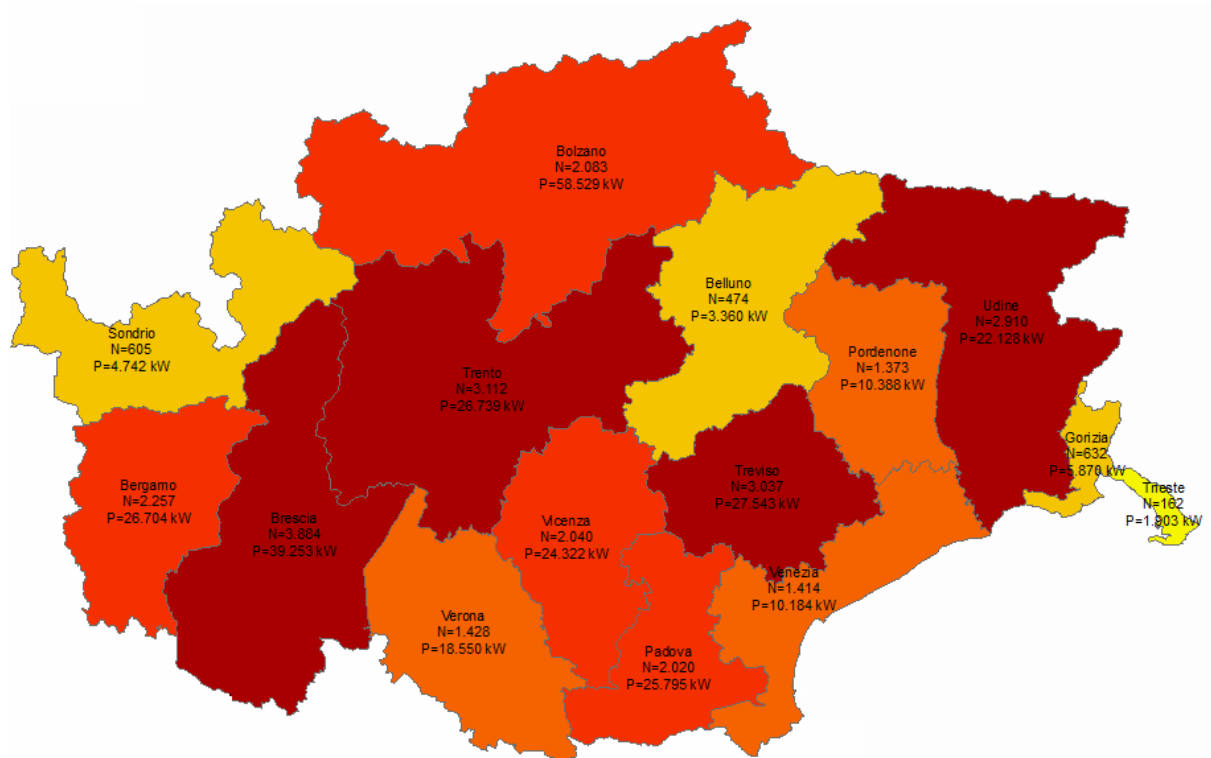 Bolzano
N=2.083
P=58.529 kW
Belluno
N=474
P=3.360 kW
Udine
N=2.910
P=22.128 kW
Sondrio
N=605
P=4.742 kW
Pordenone
N=1.373
P=10.388 kW
Trento
N=3.112
P=26.739 kW
Gorizia
N=632
P=5.870 kW
Treviso
N=3.037
P=27.543 kW
Bergamo
N=2.257
P=26.704 kW
Trieste
N=162
P=1.903 kW
Brescia
N=3.884
P=39.253 kW
Vicenza
N=2.040
P=24.322 kW
Venezia
N=1.414
P=10.184 kW
Verona
N=1.428
P=18.550 kW
Padova
N=2.020
P=25.795 kW